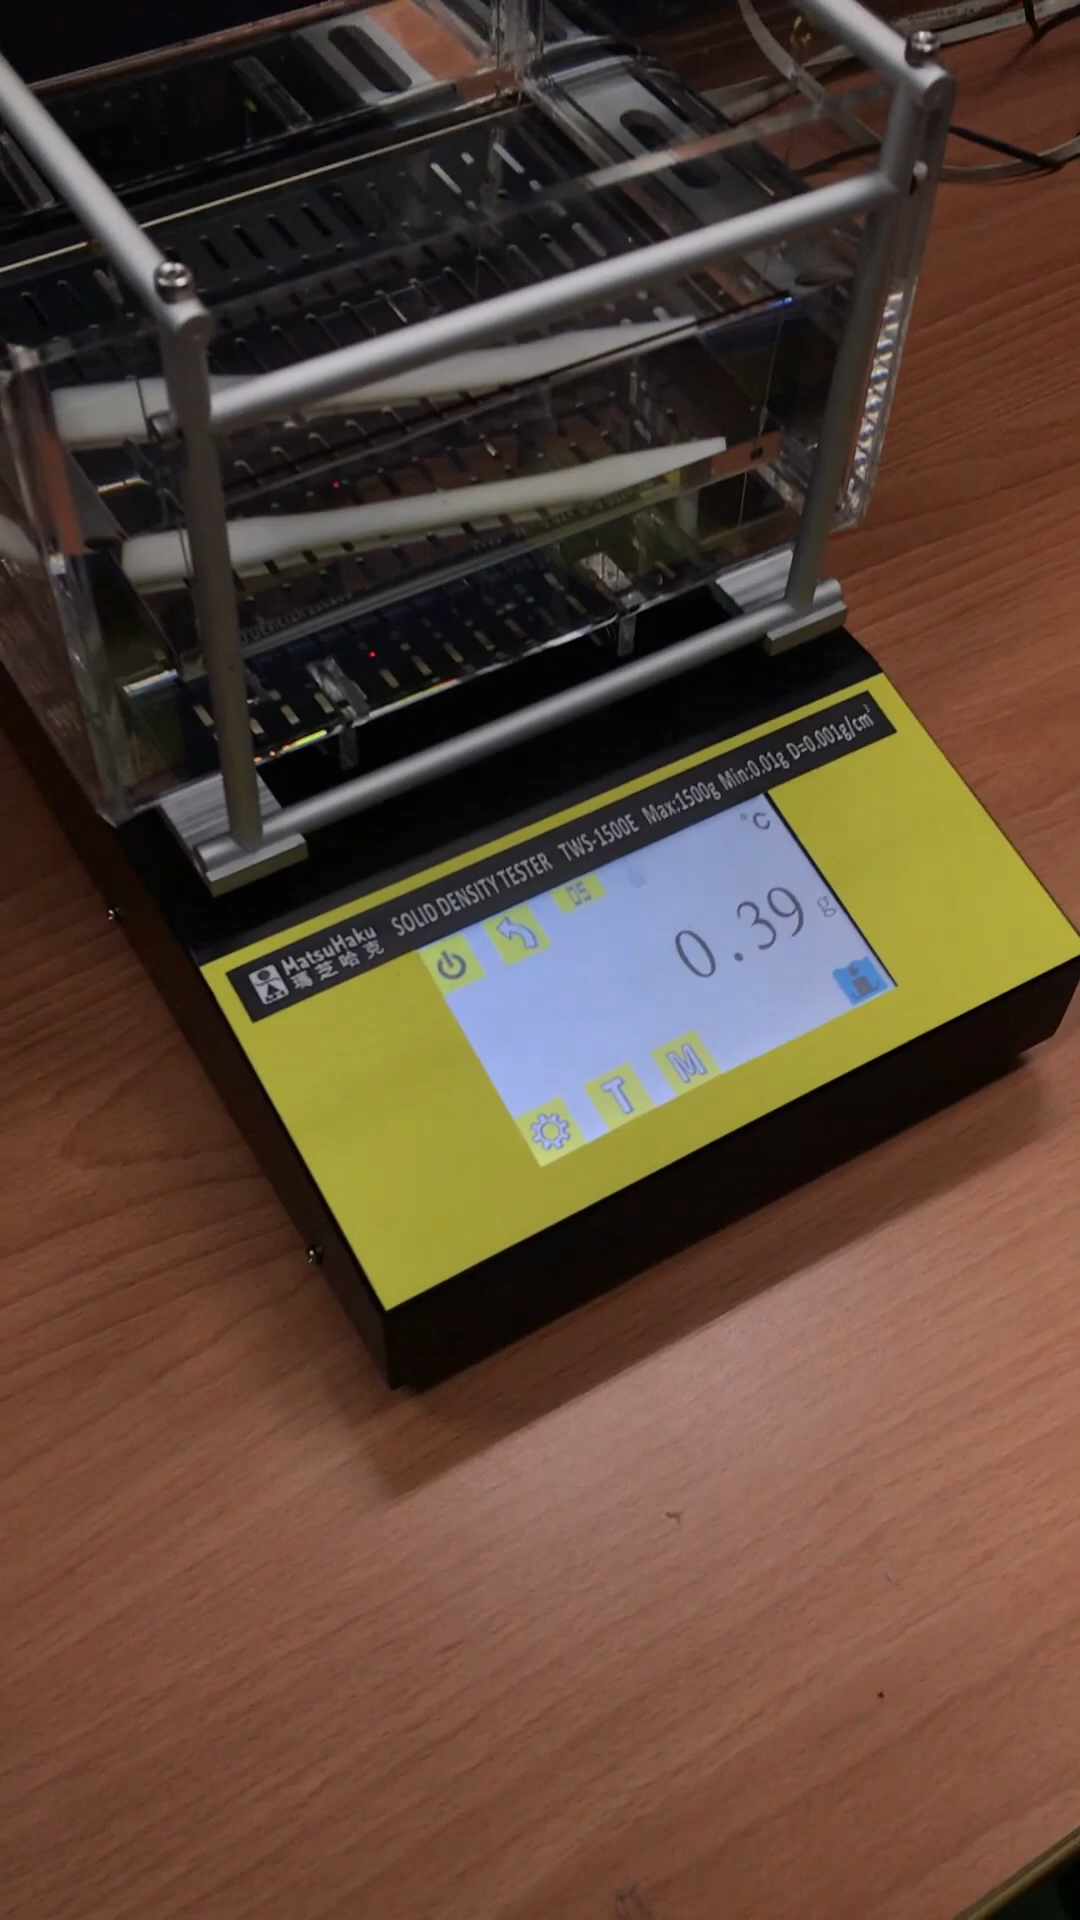 MatsuHaku
瑪芝哈克
SOLID DENSITY TESTER TWS-1500E Max:1500g Min:0.01g D=0.001g/cm³
°C
0.39 g
T M